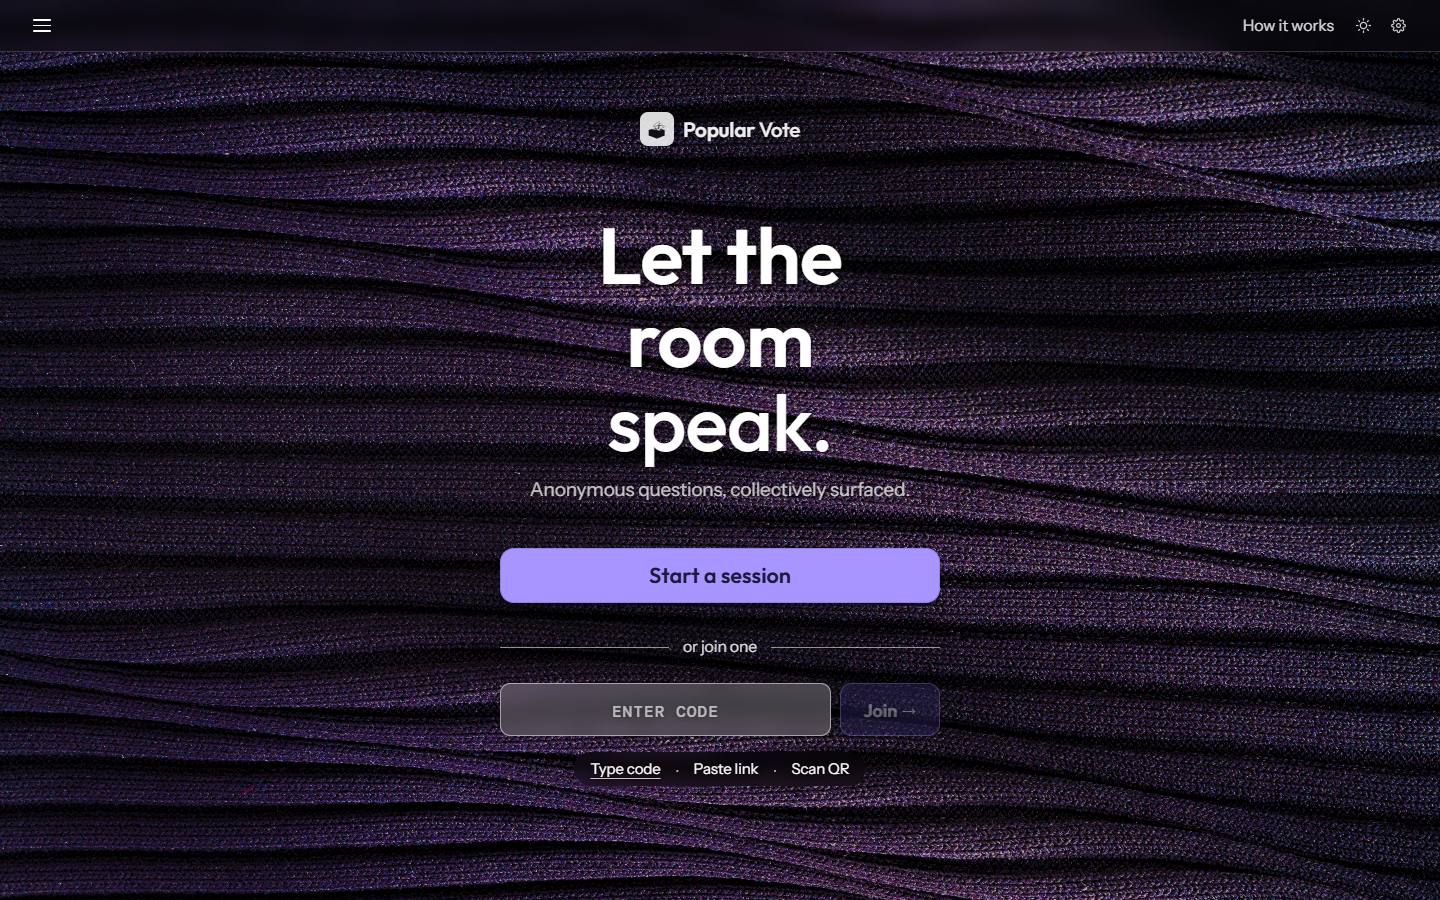 How it works
Popular Vote
Let the
room
speak.
Anonymous questions, collectively surfaced.
Start a session
or join one
ENTER CODE
Join →
Type code · Paste link · Scan QR